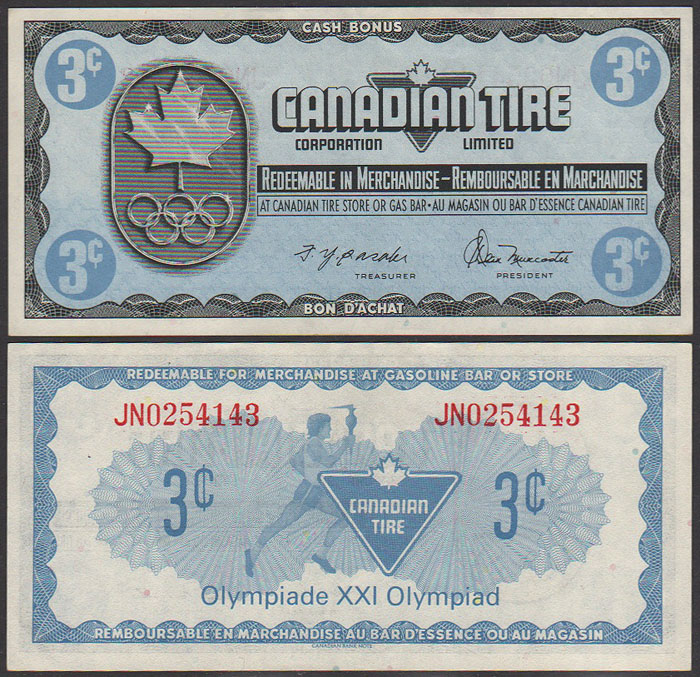 CASH BONUS
3¢ 3¢
CANADIAN TIRE
CORPORATION LIMITED
REDEEMABLE IN MERCHANDISE - REMBOURSABLE EN MARCHANDISE
AT CANADIAN TIRE STORE OR GAS BAR • AU MAGASIN OU BAR D'ESSENCE CANADIAN TIRE
3¢ 3¢
TREASURER PRESIDENT
BON D'ACHAT
REDEEMABLE FOR MERCHANDISE AT GASOLINE BAR OR STORE
JN0254143 JN0254143
3¢ 3¢
CANADIAN
TIRE
Olympiade XXI Olympiad
REMBOURSABLE EN MARCHANDISE AU BAR D'ESSENCE OU AU MAGASIN
CANADIAN BANK NOTE